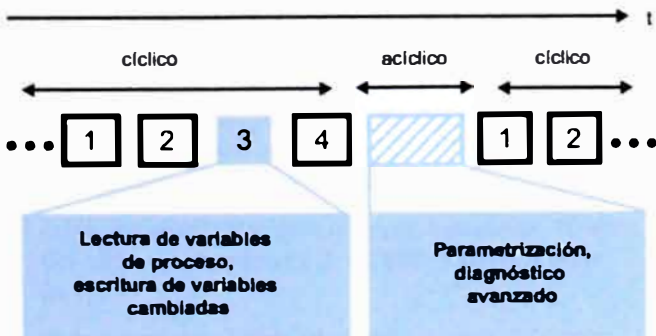 t
cíclico acíclico cíclico
••• 1 2 3 4 1 2 •••
Lectura de variables
de proceso,
escritura de variables
cambiadas
Parametrización,
diagnóstico
avanzado